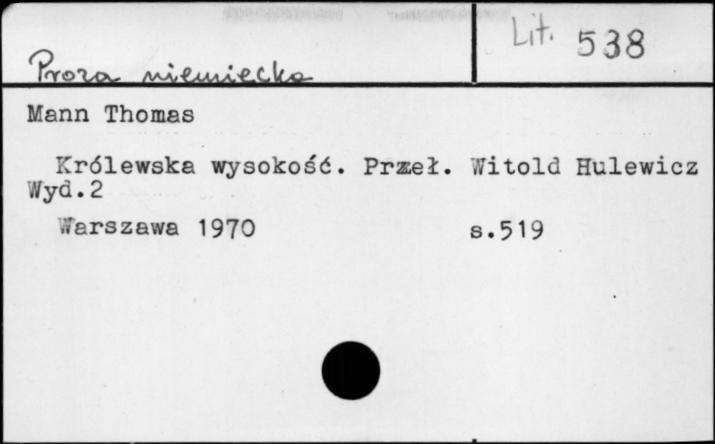 Lit. 538
Proza niemiecka
Mann Thomas
Królewska wysokość. Przeł. Witold Hulewicz
Wyd.2
Warszawa 1970 s.519